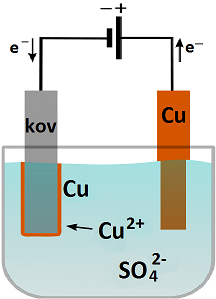 − +
e⁻
e⁻
kov
Cu
Cu
Cu²⁺
SO₄²⁻